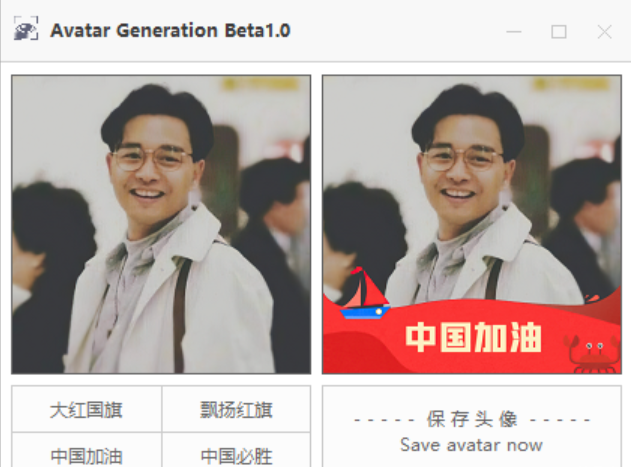 Avatar Generation Beta1.0
中国加油
大红国旗
飘扬红旗
- - - - - 保存头像 - - - - -
中国加油
中国必胜
Save avatar now